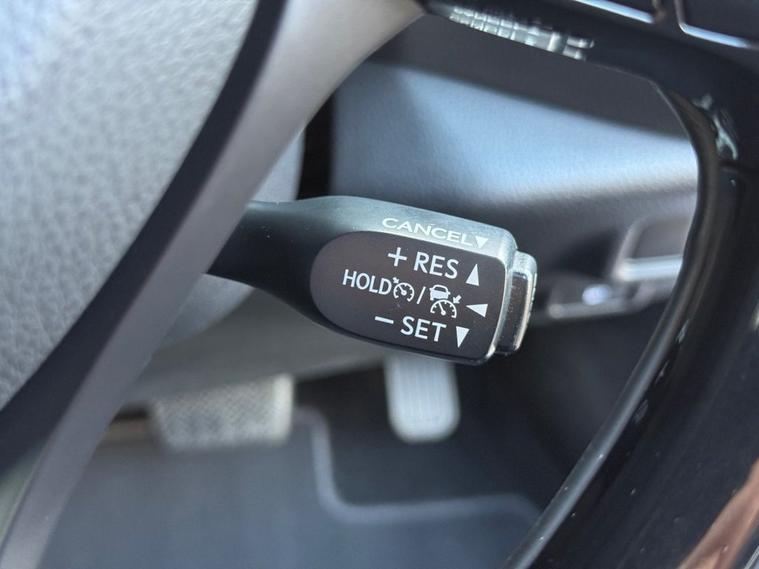 CANCEL▼
+ RES ▲
HOLD / ◀
− SET ▼